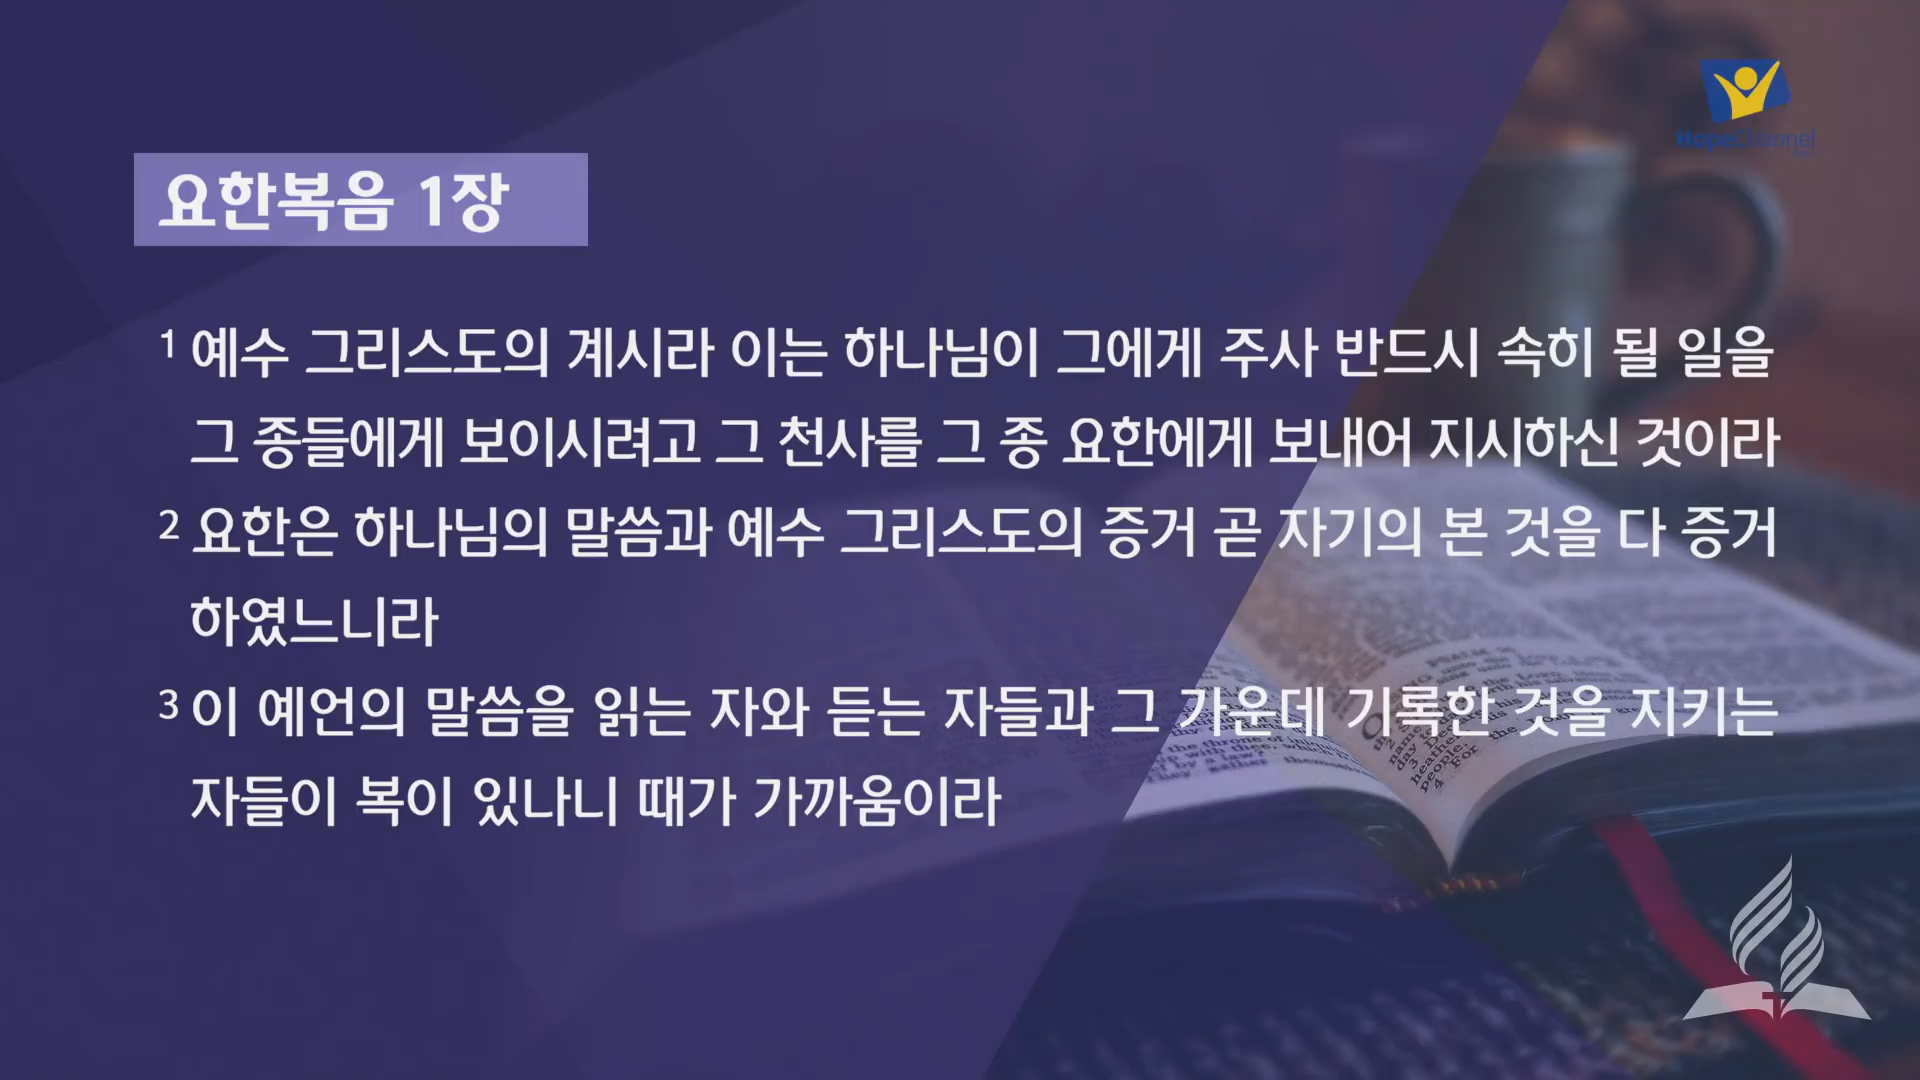 HopeChannel
요한복음 1장
1 예수 그리스도의 계시라 이는 하나님이 그에게 주사 반드시 속히 될 일을
그 종들에게 보이시려고 그 천사를 그 종 요한에게 보내어 지시하신 것이라
2 요한은 하나님의 말씀과 예수 그리스도의 증거 곧 자기의 본 것을 다 증거
하였느니라
3 이 예언의 말씀을 읽는 자와 듣는 자들과 그 가운데 기록한 것을 지키는
자들이 복이 있나니 때가 가까움이라